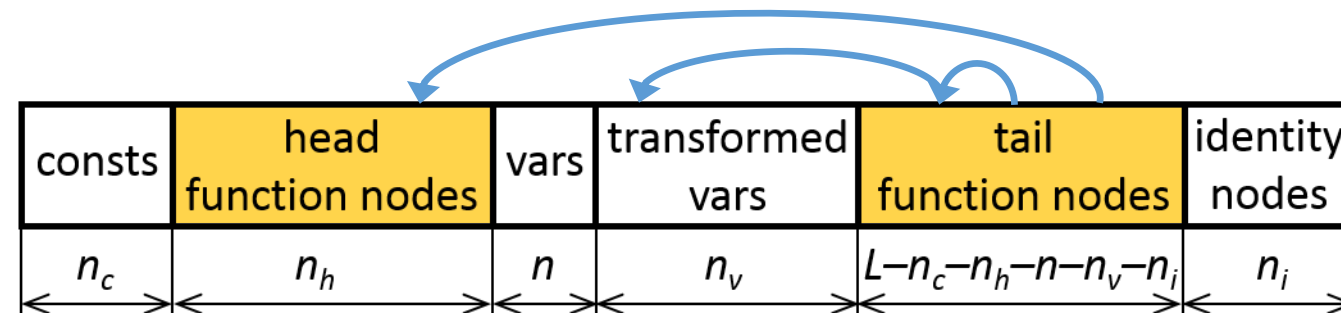 consts
head
function nodes
vars
transformed
vars
tail
function nodes
identity
nodes
n_c
n_h
n
n_v
L–n_c–n_h–n–n_v–n_i
n_i